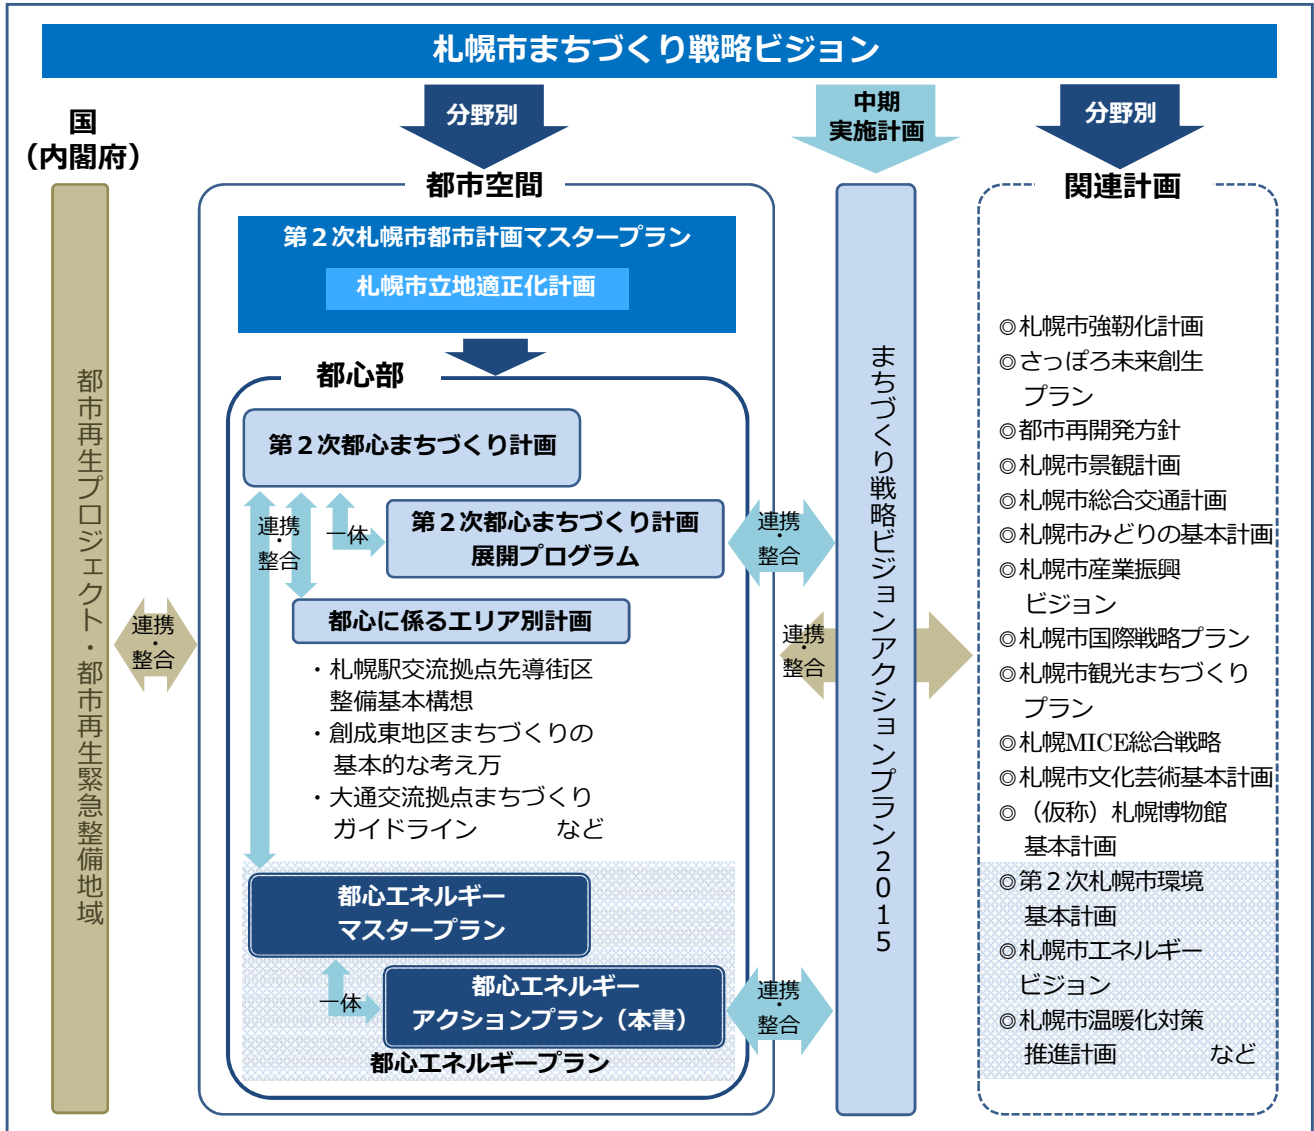 札幌市まちづくり戦略ビジョン
分野別
中期
実施計画
分野別
国
（内閣府）
都市再生プロジェクト・都市再生緊急整備地域
連携
・
整合
都市空間
第２次札幌市都市計画マスタープラン
札幌市立地適正化計画
都心部
第２次都心まちづくり計画
連携
・
整合
一体
第２次都心まちづくり計画
展開プログラム
都心に係るエリア別計画
・札幌駅交流拠点先導街区
整備基本構想
・創成東地区まちづくりの
基本的な考え万
・大通交流拠点まちづくり
ガイドライン　　　など
都心エネルギー
マスタープラン
一体
都心エネルギー
アクションプラン（本書）
都心エネルギープラン
連携
・
整合
連携
・
整合
連携
・
整合
まちづくり戦略ビジョンアクションプラン２０１５
関連計画
◎札幌市強靭化計画
◎さっぽろ未来創生
プラン
◎都市再開発方針
◎札幌市景観計画
◎札幌市総合交通計画
◎札幌市みどりの基本計画
◎札幌市産業振興
ビジョン
◎札幌市国際戦略プラン
◎札幌市観光まちづくり
プラン
◎札幌MICE総合戦略
◎札幌市文化芸術基本計画
◎（仮称）札幌博物館
基本計画
◎第２次札幌市環境
基本計画
◎札幌市エネルギー
ビジョン
◎札幌市温暖化対策
推進計画　　　など